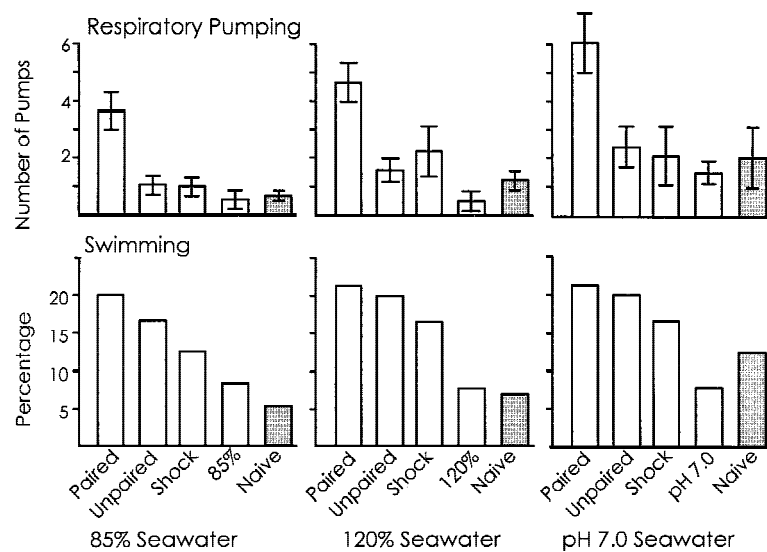 Respiratory Pumping
Number of Pumps
6
4
2
Swimming
Percentage
20
15
10
5
Paired Unpaired Shock 85% Naive
Paired Unpaired Shock 120% Naive
Paired Unpaired Shock pH 7.0 Naive
85% Seawater 120% Seawater pH 7.0 Seawater